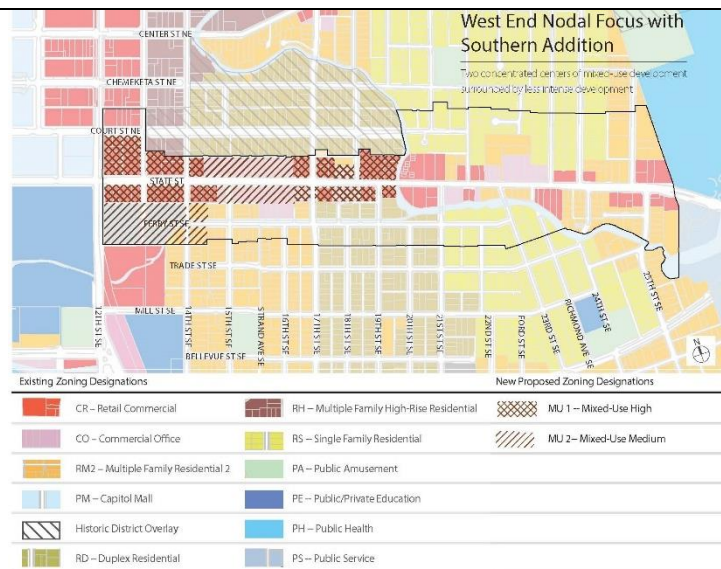 West End Nodal Focus with
Southern Addition
Two concentrated centers of mixed-use development
surrounded by less intense development
CENTER ST NE
CHEMEKETA ST NE
COURT ST NE
STATE ST
FERRY ST SE
TRADE ST SE
MILL ST SE
BELLEVUE ST SE
12TH ST SE
14TH ST SE
15TH ST SE
STRAND AVE SE
16TH ST SE
17TH ST SE
18TH ST SE
19TH ST SE
20TH ST SE
21ST ST SE
22ND ST SE
FORD ST SE
23RD ST SE
RICHMOND AVE SE
24TH ST SE
25TH ST SE
N
Existing Zoning Designations
New Proposed Zoning Designations
CR – Retail Commercial
RH – Multiple Family High-Rise Residential
MU 1 – Mixed-Use High
CO – Commercial Office
RS – Single Family Residential
MU 2 – Mixed-Use Medium
RM2 – Multiple Family Residential 2
PA – Public Amusement
PM – Capitol Mall
PE – Public/Private Education
Historic District Overlay
PH – Public Health
RD – Duplex Residential
PS – Public Service